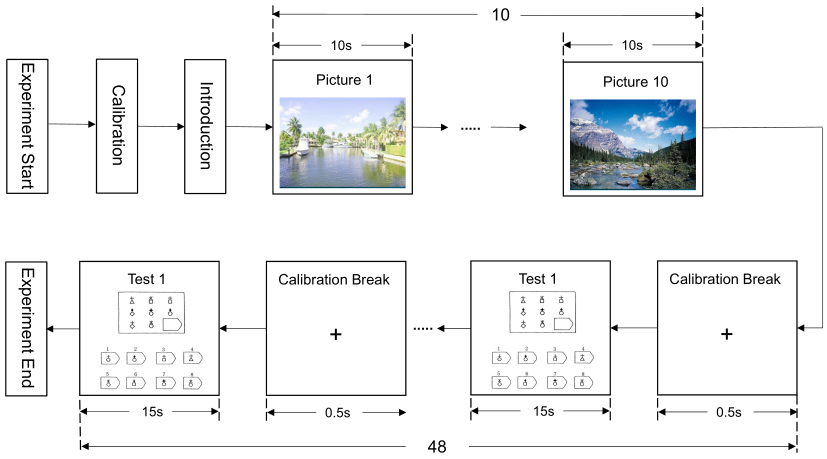 10
10s
10s
Experiment Start
Calibration
Introduction
Picture 1
.....
Picture 10
Experiment End
Test 1
1 2 3 4
5 6 7 8
Calibration Break
+
.....
Test 1
1 2 3 4
5 6 7 8
Calibration Break
+
15s
0.5s
15s
0.5s
48